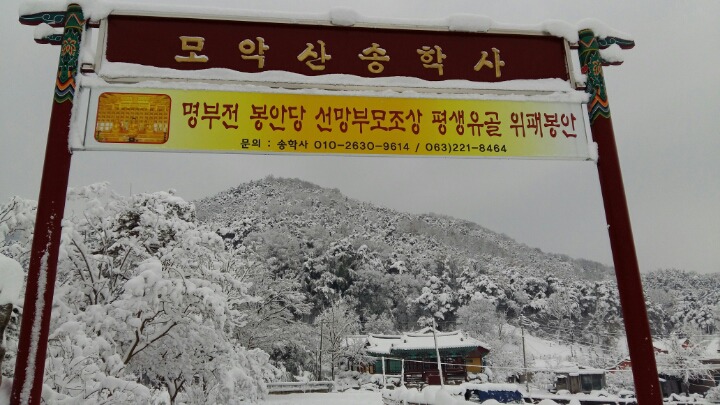 모악산송학사
명부전 봉안당 선망부모조상 평생유골 위패봉안
문의 : 송학사 010-2630-9614 / 063)221-8464